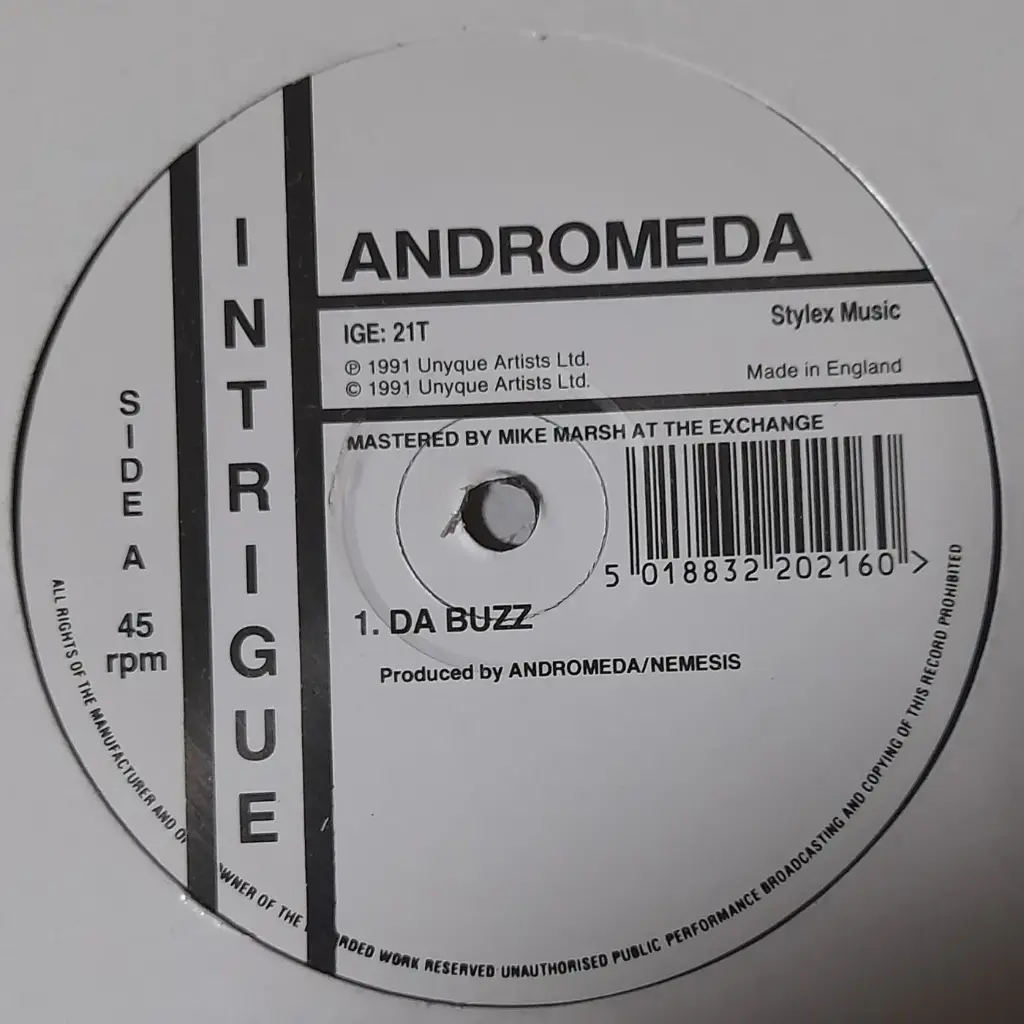 ANDROMEDA
IGE: 21T
Stylex Music
℗ 1991 Unyque Artists Ltd.
© 1991 Unyque Artists Ltd.
Made in England
MASTERED BY MIKE MARSH AT THE EXCHANGE
5 018832 202160 >
1. DA BUZZ
Produced by ANDROMEDA/NEMESIS
INTRIGUE
SIDE A
45
rpm
ALL RIGHTS OF THE MANUFACTURER AND OF WNER OF THE RDED WORK RESERVED UNAUTHORISED PUBLIC PERFORMANCE BROADCASTING AND COPYING OF THIS RECORD PROHIBITED